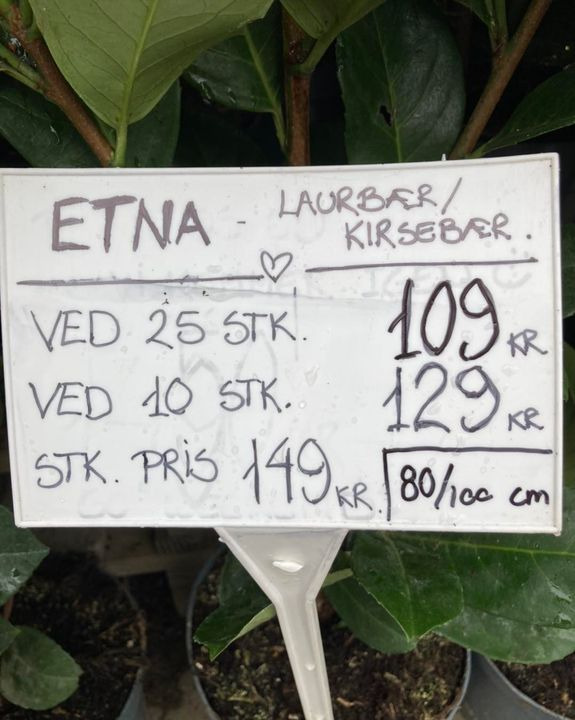 ETNA - LAURBÆR/
KIRSEBÆR.
VED 25 STK. 109 KR
VED 10 STK. 129 KR
STK. PRIS 149 KR. 80/100 cm